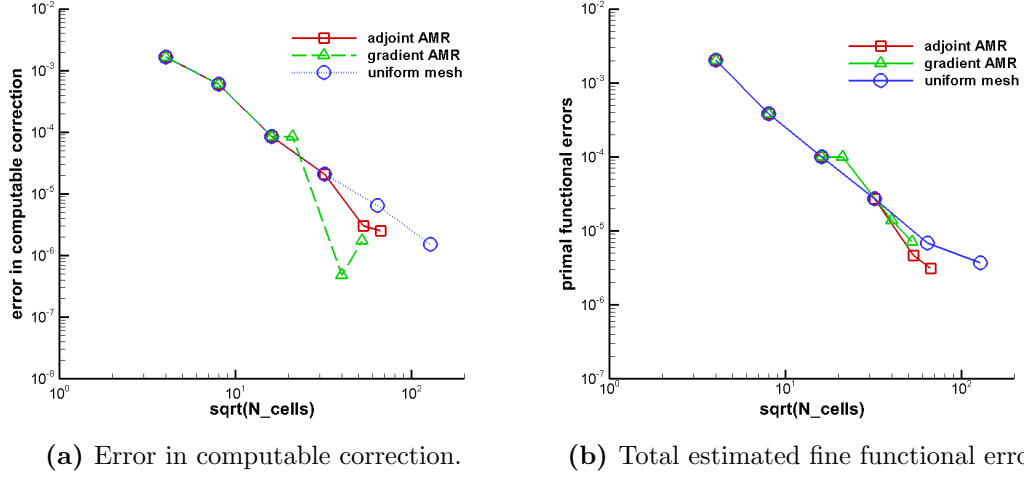 10^-2
10^-3
10^-4
10^-5
10^-6
10^-7
10^-8
10^0
10^1
10^2
error in computable correction
sqrt(N_cells)
adjoint AMR
gradient AMR
uniform mesh
(a) Error in computable correction.
10^-2
10^-3
10^-4
10^-5
10^-6
10^-7
10^0
10^1
10^2
primal functional errors
sqrt(N_cells)
adjoint AMR
gradient AMR
uniform mesh
(b) Total estimated fine functional erro